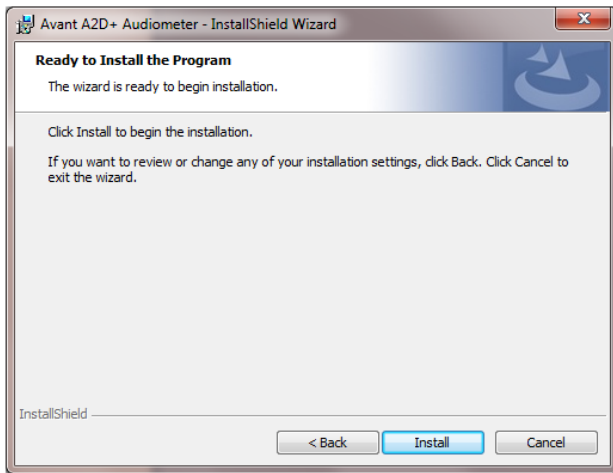 Avant A2D+ Audiometer - InstallShield Wizard
Ready to Install the Program
The wizard is ready to begin installation.
Click Install to begin the installation.
If you want to review or change any of your installation settings, click Back. Click Cancel to
exit the wizard.
InstallShield
< Back
Install
Cancel